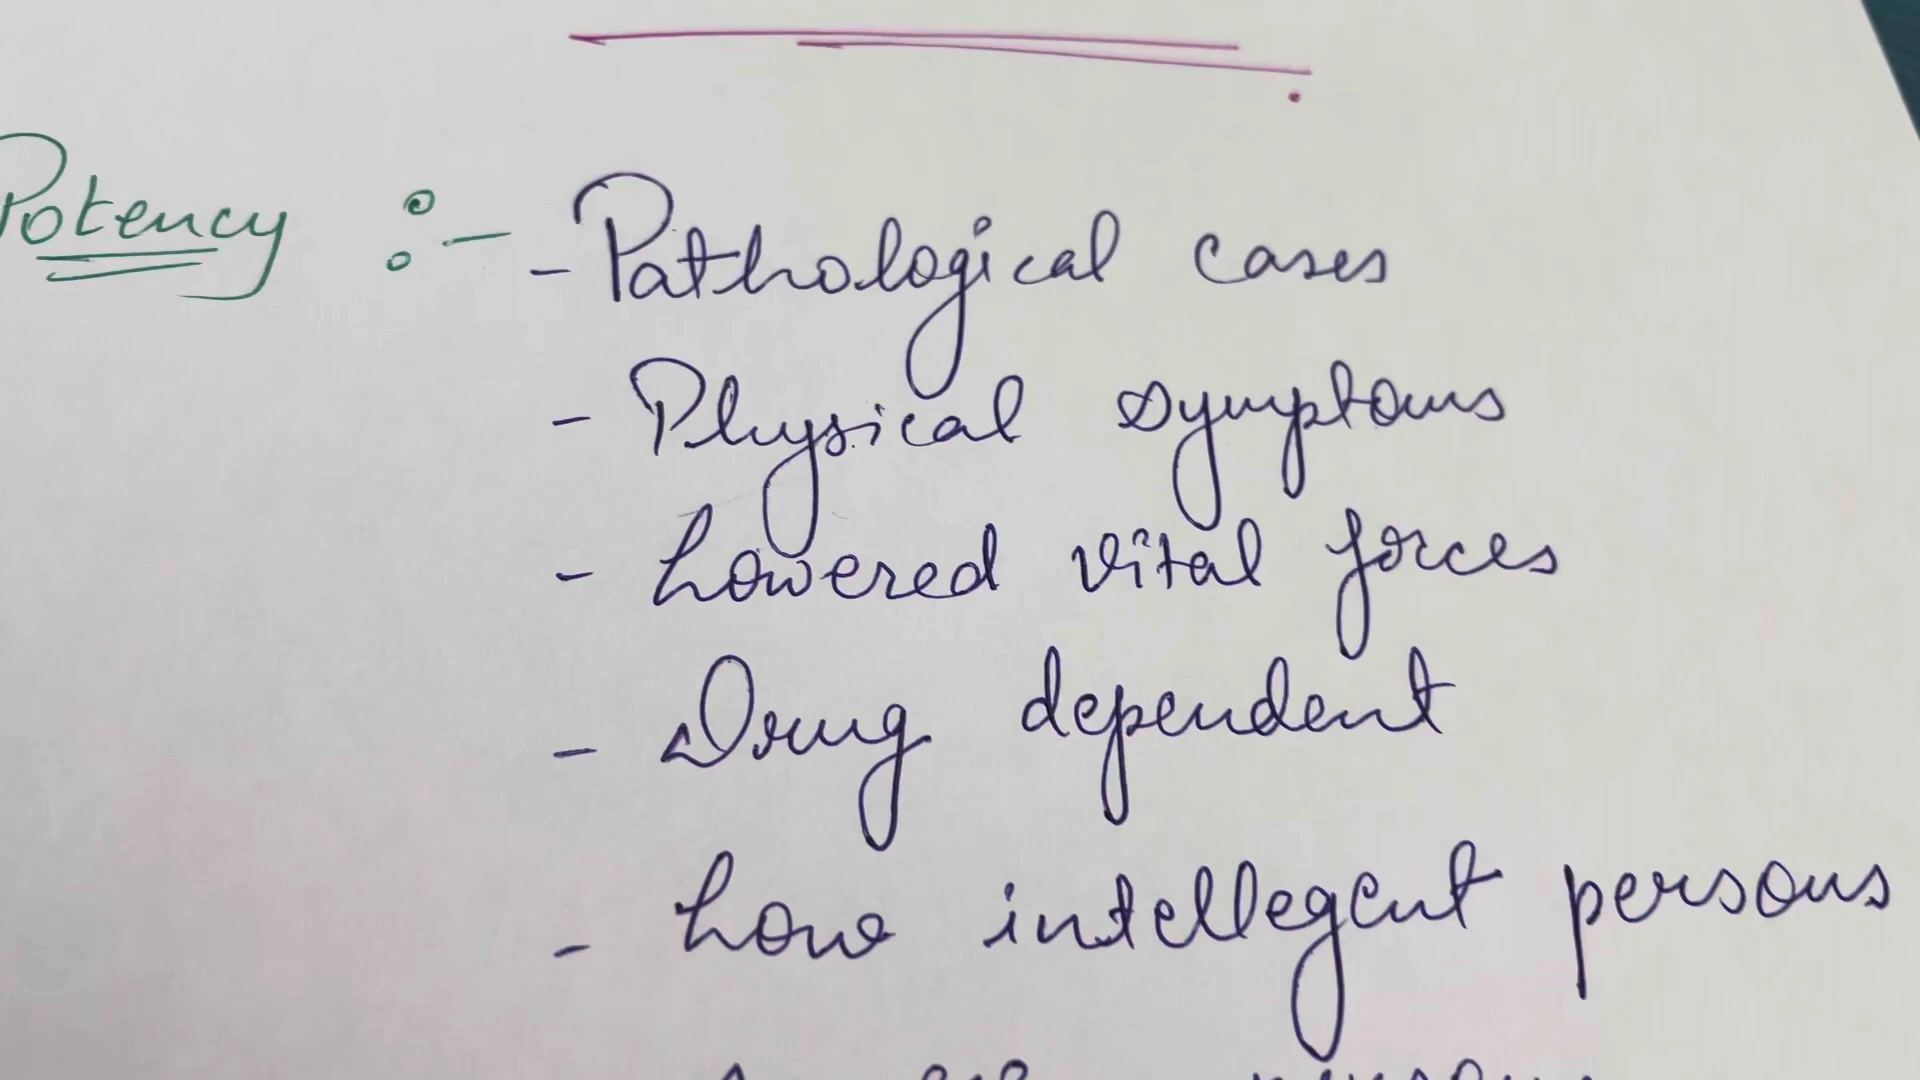 Potency :- - Pathological cases
- Physical symptoms
- Lowered vital forces
- Drug dependent
- Low intellegent persons